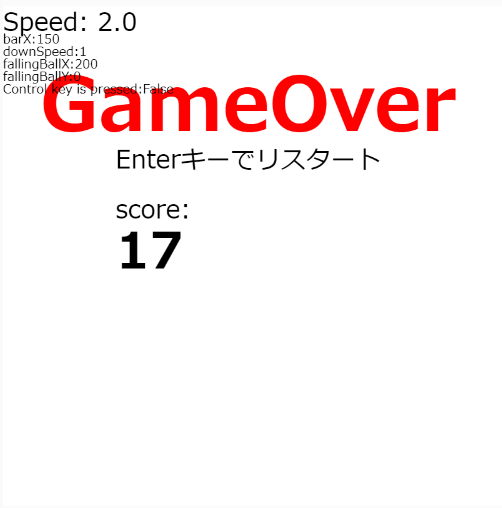 Speed: 2.0
barX:150
downSpeed:1
fallingBallX:200
fallingBallY:0
Control key is pressed:False
GameOver
Enterキーでリスタート
score:
17